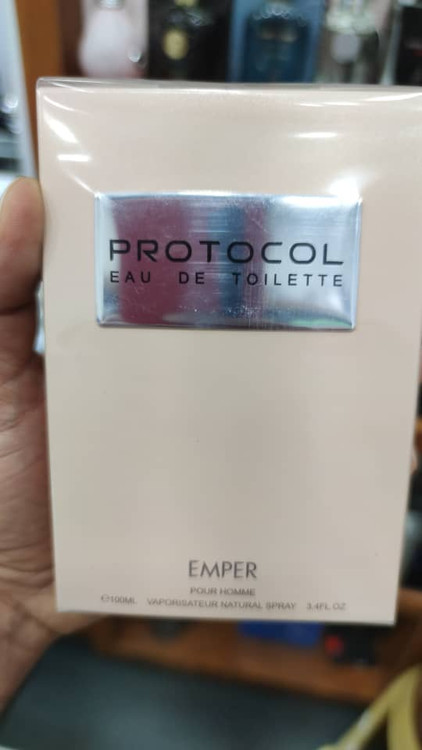 PROTOCOL
EAU DE TOILETTE
EMPER
POUR HOMME
℮100ML VAPORISATEUR NATURAL SPRAY 3.4FL OZ